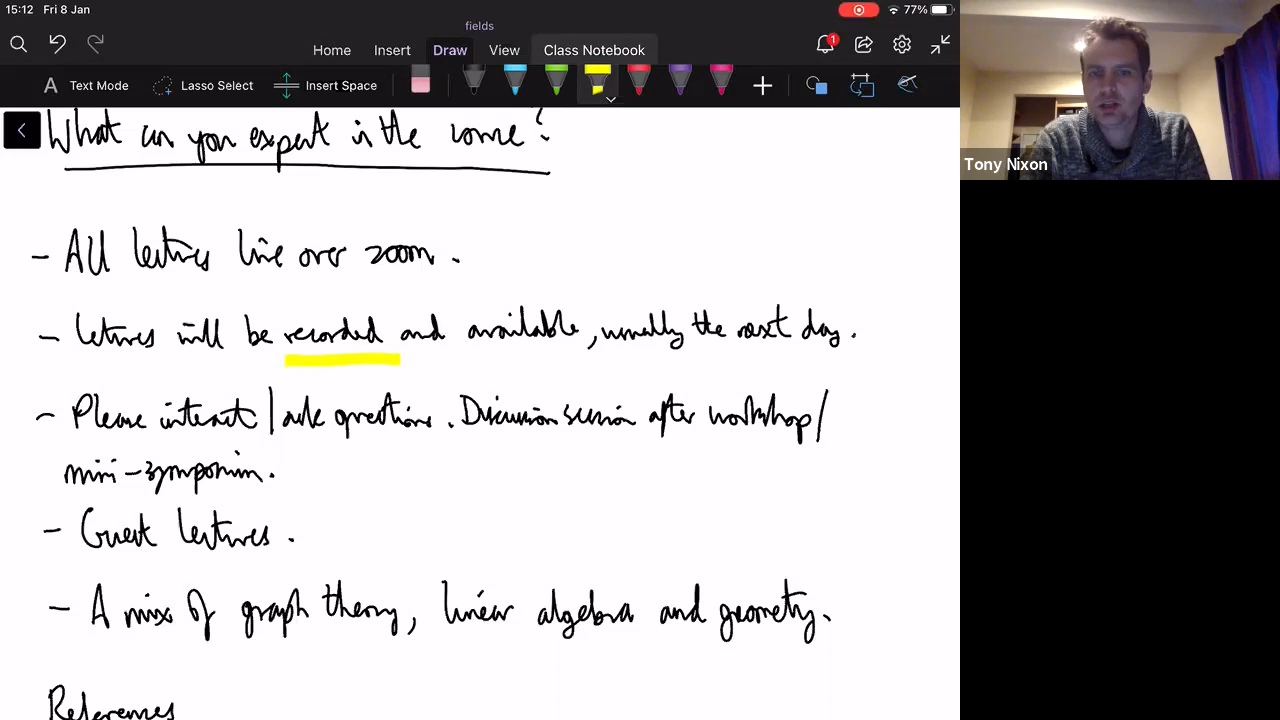 15:12 Fri 8 Jan
77%
fields
Home Insert Draw View Class Notebook
1
A Text Mode Lasso Select Insert Space
What can you expect in the course?
Tony Nixon
- All lectures live over zoom.
- lectures will be recorded and available, usually the next day.
- Please interact / ask questions. Discussion session after workshop/
mini-symposium.
- Guest lectures.
- A mix of graph theory, linear algebra and geometry.
References